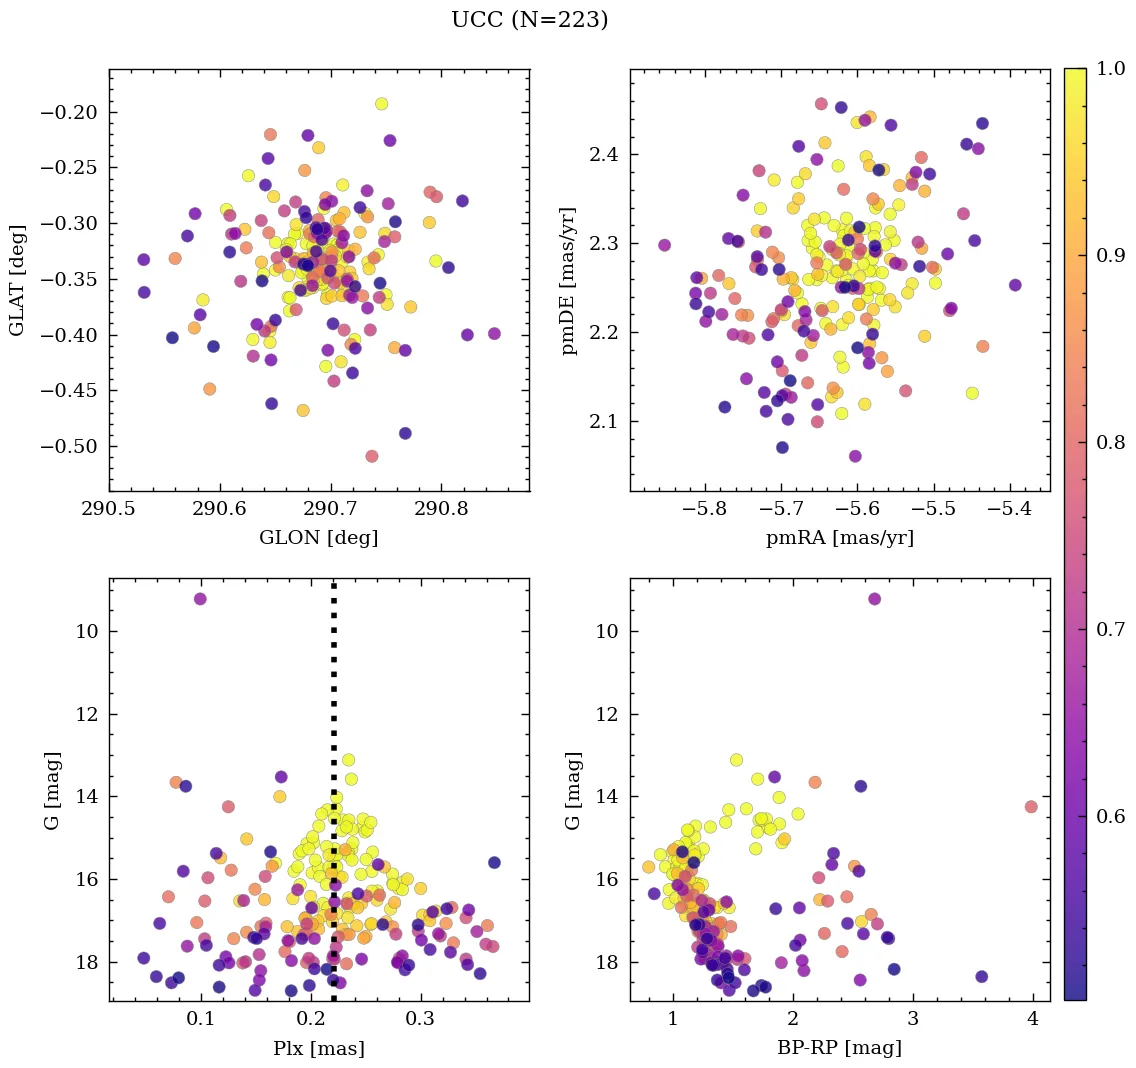 UCC (N=223)
−0.20
−0.25
−0.30
−0.35
−0.40
−0.45
−0.50
GLAT [deg]
290.5 290.6 290.7 290.8
GLON [deg]
2.4
2.3
2.2
2.1
pmDE [mas/yr]
−5.8 −5.7 −5.6 −5.5 −5.4
pmRA [mas/yr]
1.0
0.9
0.8
0.7
0.6
10
12
14
16
18
G [mag]
0.1 0.2 0.3
Plx [mas]
10
12
14
16
18
G [mag]
1 2 3 4
BP-RP [mag]